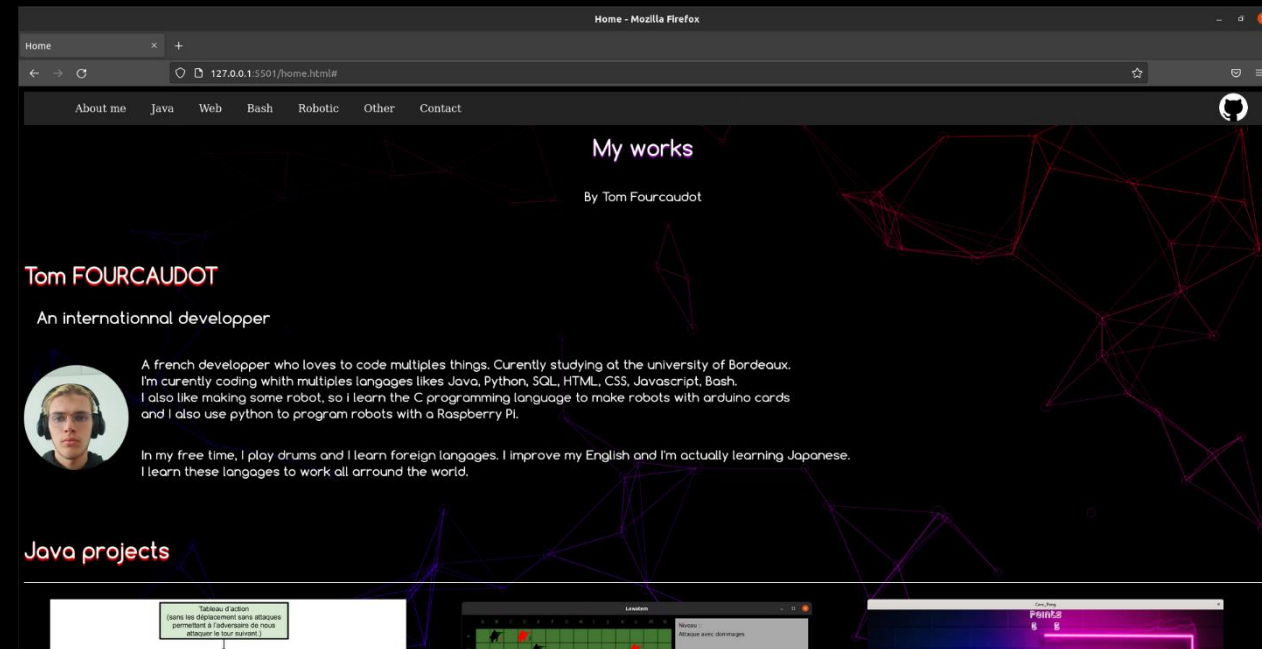 Home - Mozilla Firefox
Home
127.0.0.1:5501/home.html#
About me Java Web Bash Robotic Other Contact
My works
By Tom Fourcaudot
Tom FOURCAUDOT
An internationnal developper
A french developper who loves to code multiples things. Curently studying at the university of Bordeaux.
I'm curently coding whith multiples langages likes Java, Python, SQL, HTML, CSS, Javascript, Bash.
I also like making some robot, so i learn the C programming language to make robots with arduino cards
and I also use python to program robots with a Raspberry Pi.
In my free time, I play drums and I learn foreign langages. I improve my English and I'm actually learning Japanese.
I learn these langages to work all arround the world.
Java projects
Tableau d'action
(sans les déplacement sans attaques
permettant à l'adversaire de nous
attaquer le tour suivant.)
Niveau :
Attaque avec dommages
Points